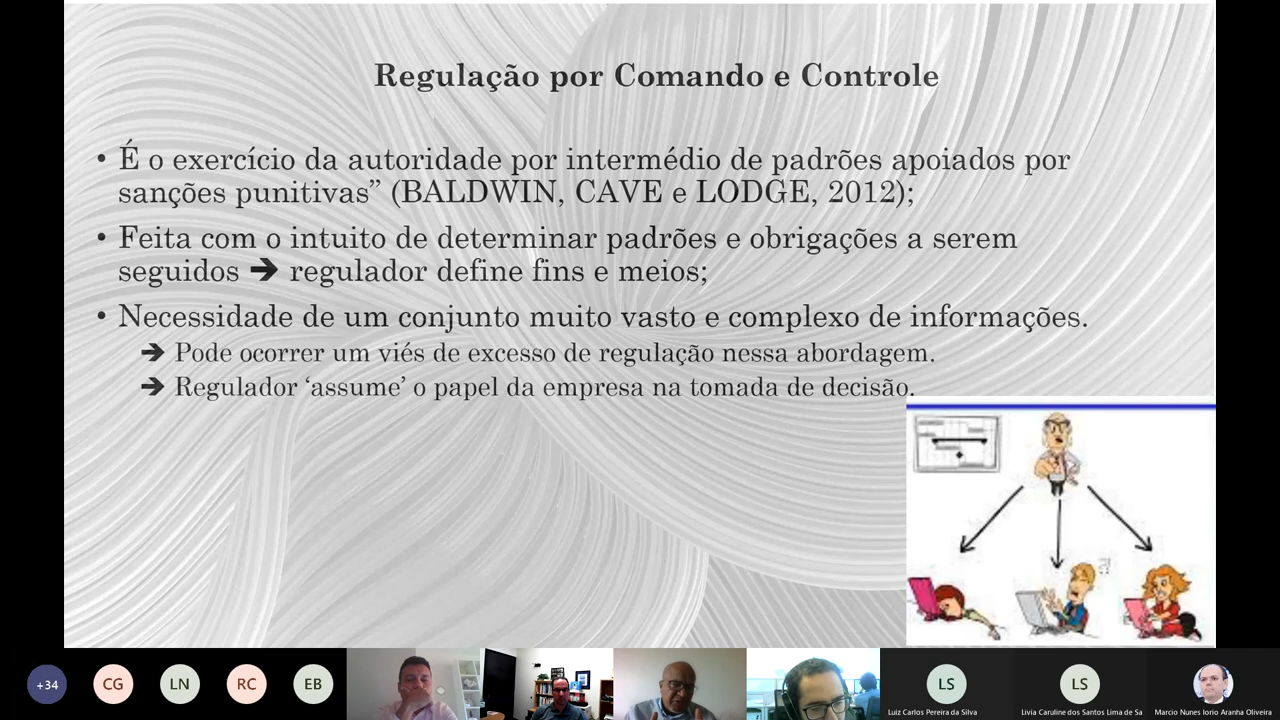 Regulação por Comando e Controle
• É o exercício da autoridade por intermédio de padrões apoiados por
sanções punitivas” (BALDWIN, CAVE e LODGE, 2012);
• Feita com o intuito de determinar padrões e obrigações a serem
seguidos ➔ regulador define fins e meios;
• Necessidade de um conjunto muito vasto e complexo de informações.
➔ Pode ocorrer um viés de excesso de regulação nessa abordagem.
➔ Regulador ‘assume’ o papel da empresa na tomada de decisão.
?!
+34
CG
LN
RC
EB
LS
LS
Luiz Carlos Pereira da Silva
Livia Caruline dos Santos Lima de Sa
Marcio Nunes Iorio Aranha Oliveira